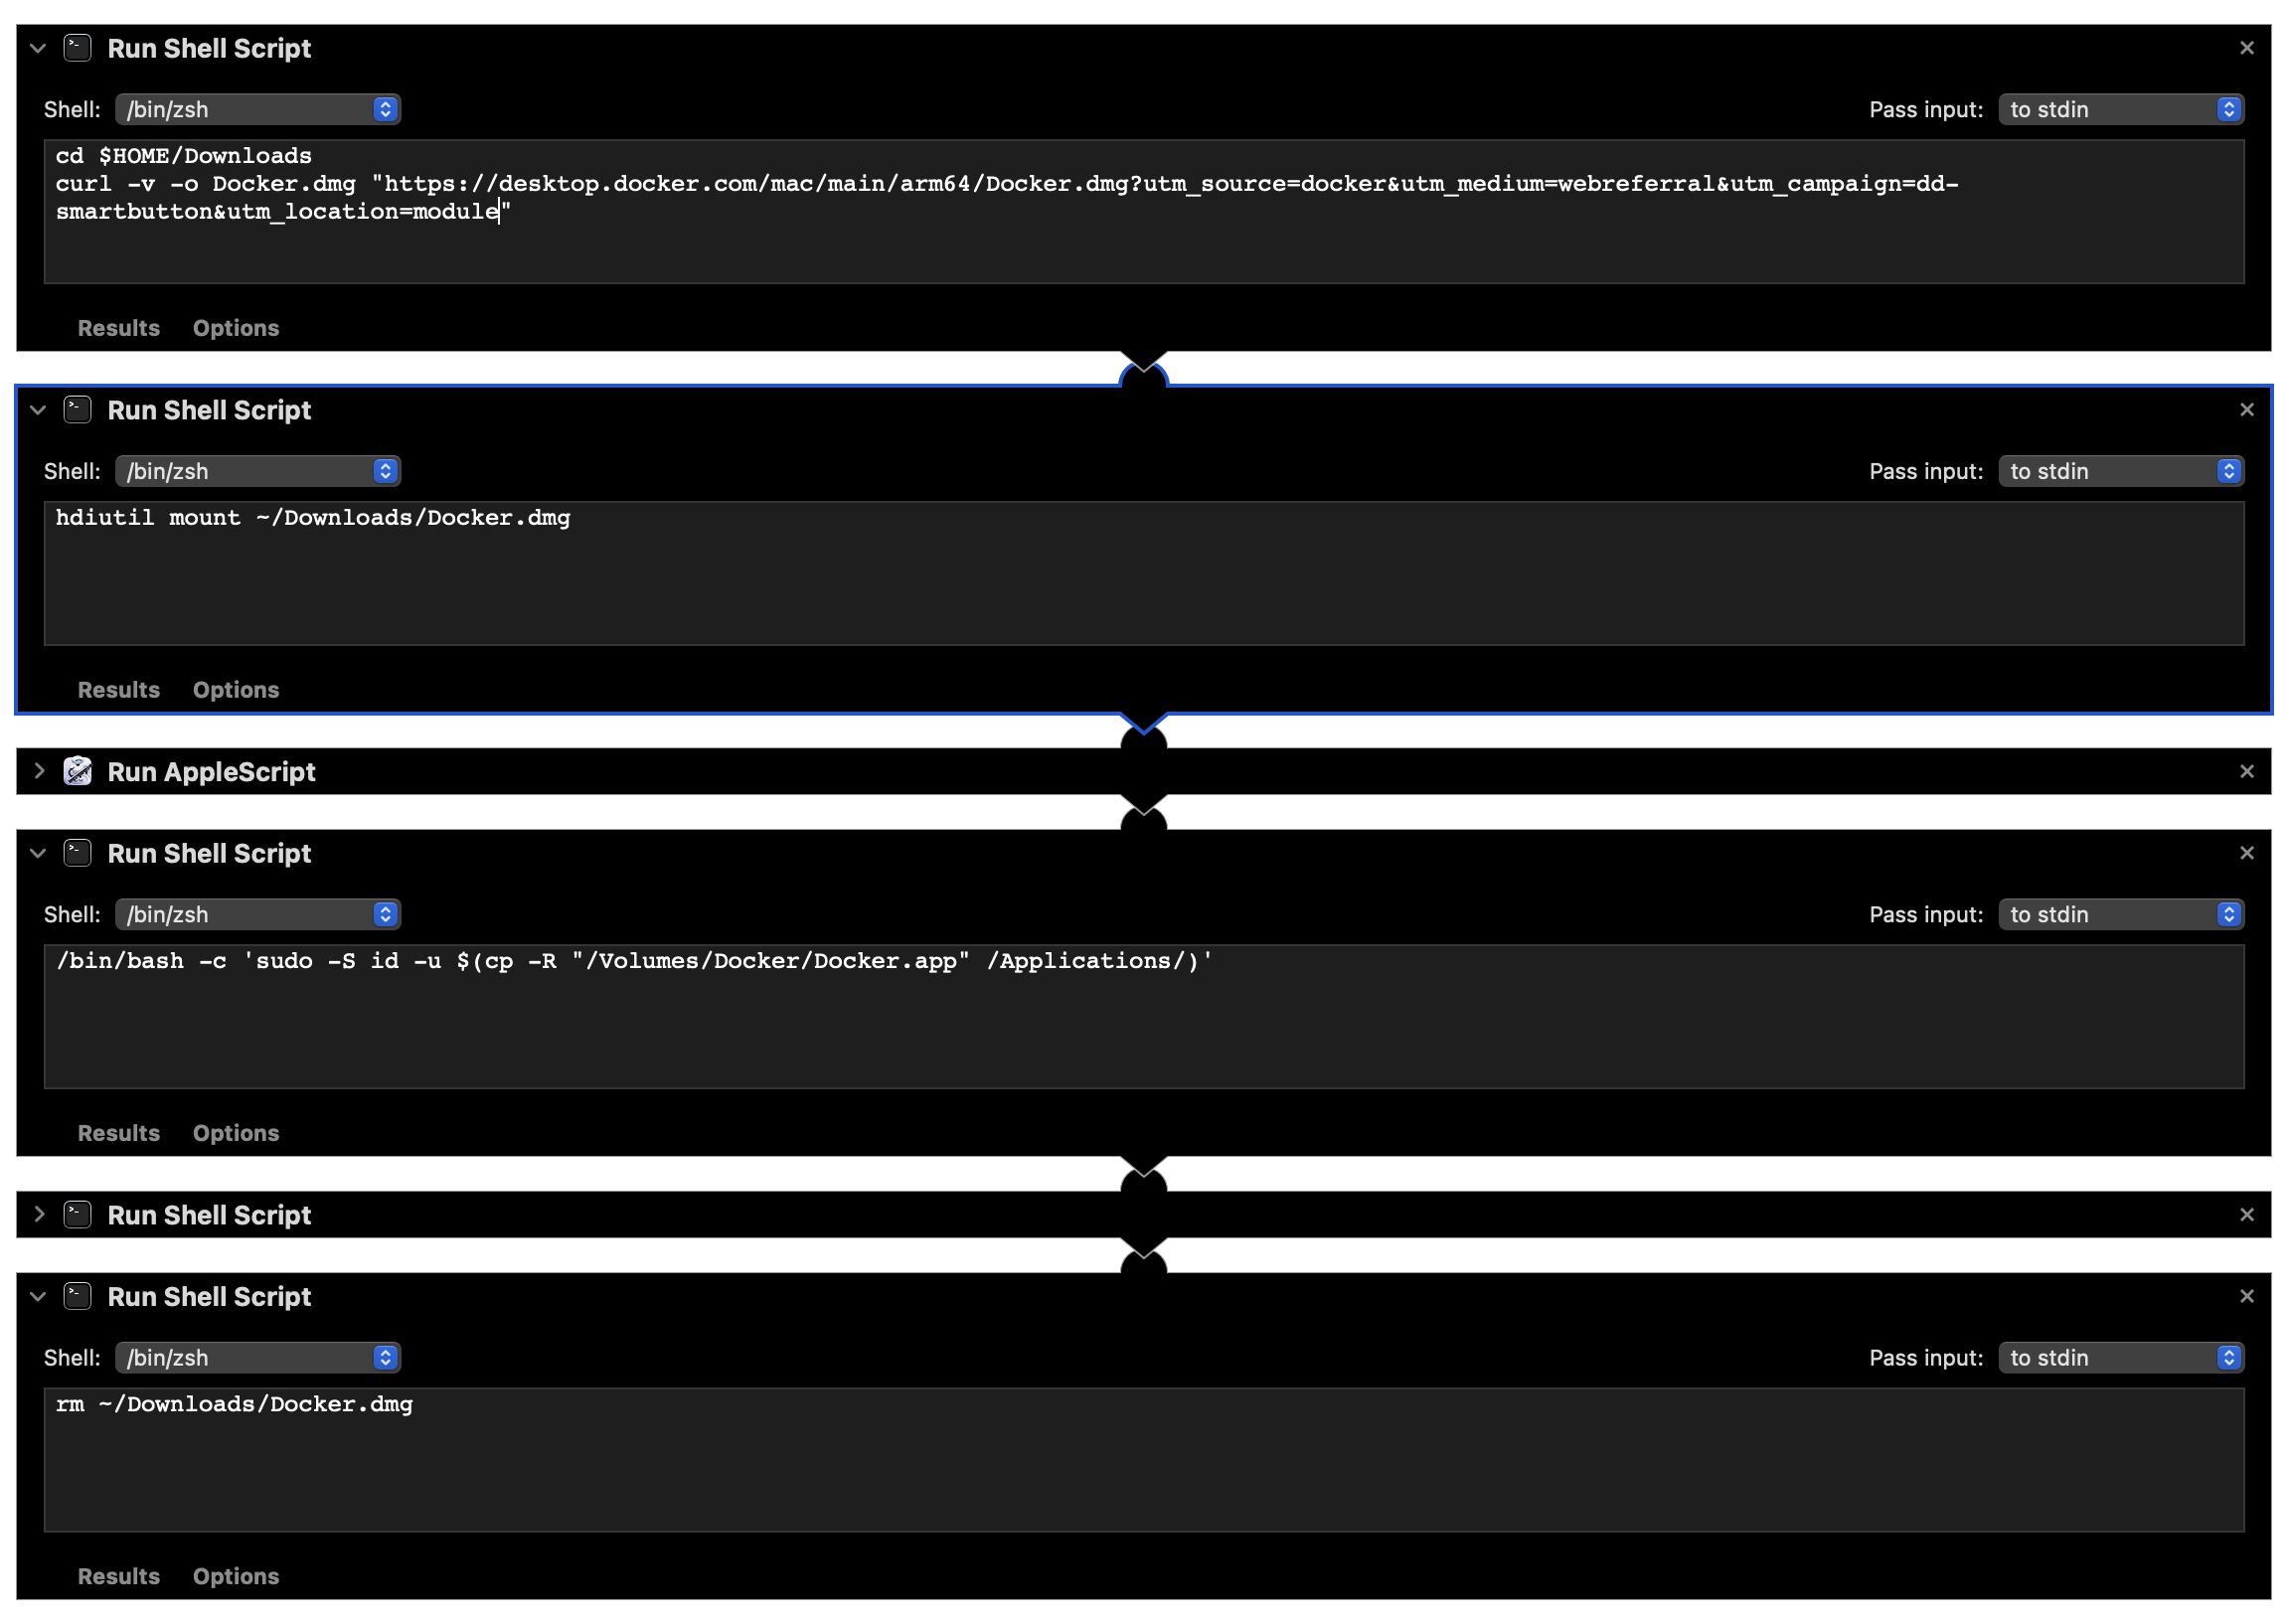 Run Shell Script
Shell: /bin/zsh Pass input: to stdin
cd $HOME/Downloads
curl -v -o Docker.dmg "https://desktop.docker.com/mac/main/arm64/Docker.dmg?utm_source=docker&utm_medium=webreferral&utm_campaign=dd-
smartbutton&utm_location=module"
Results Options
Run Shell Script
Shell: /bin/zsh Pass input: to stdin
hdiutil mount ~/Downloads/Docker.dmg
Results Options
Run AppleScript
Run Shell Script
Shell: /bin/zsh Pass input: to stdin
/bin/bash -c 'sudo -S id -u $(cp -R "/Volumes/Docker/Docker.app" /Applications/)'
Results Options
Run Shell Script
Run Shell Script
Shell: /bin/zsh Pass input: to stdin
rm ~/Downloads/Docker.dmg
Results Options